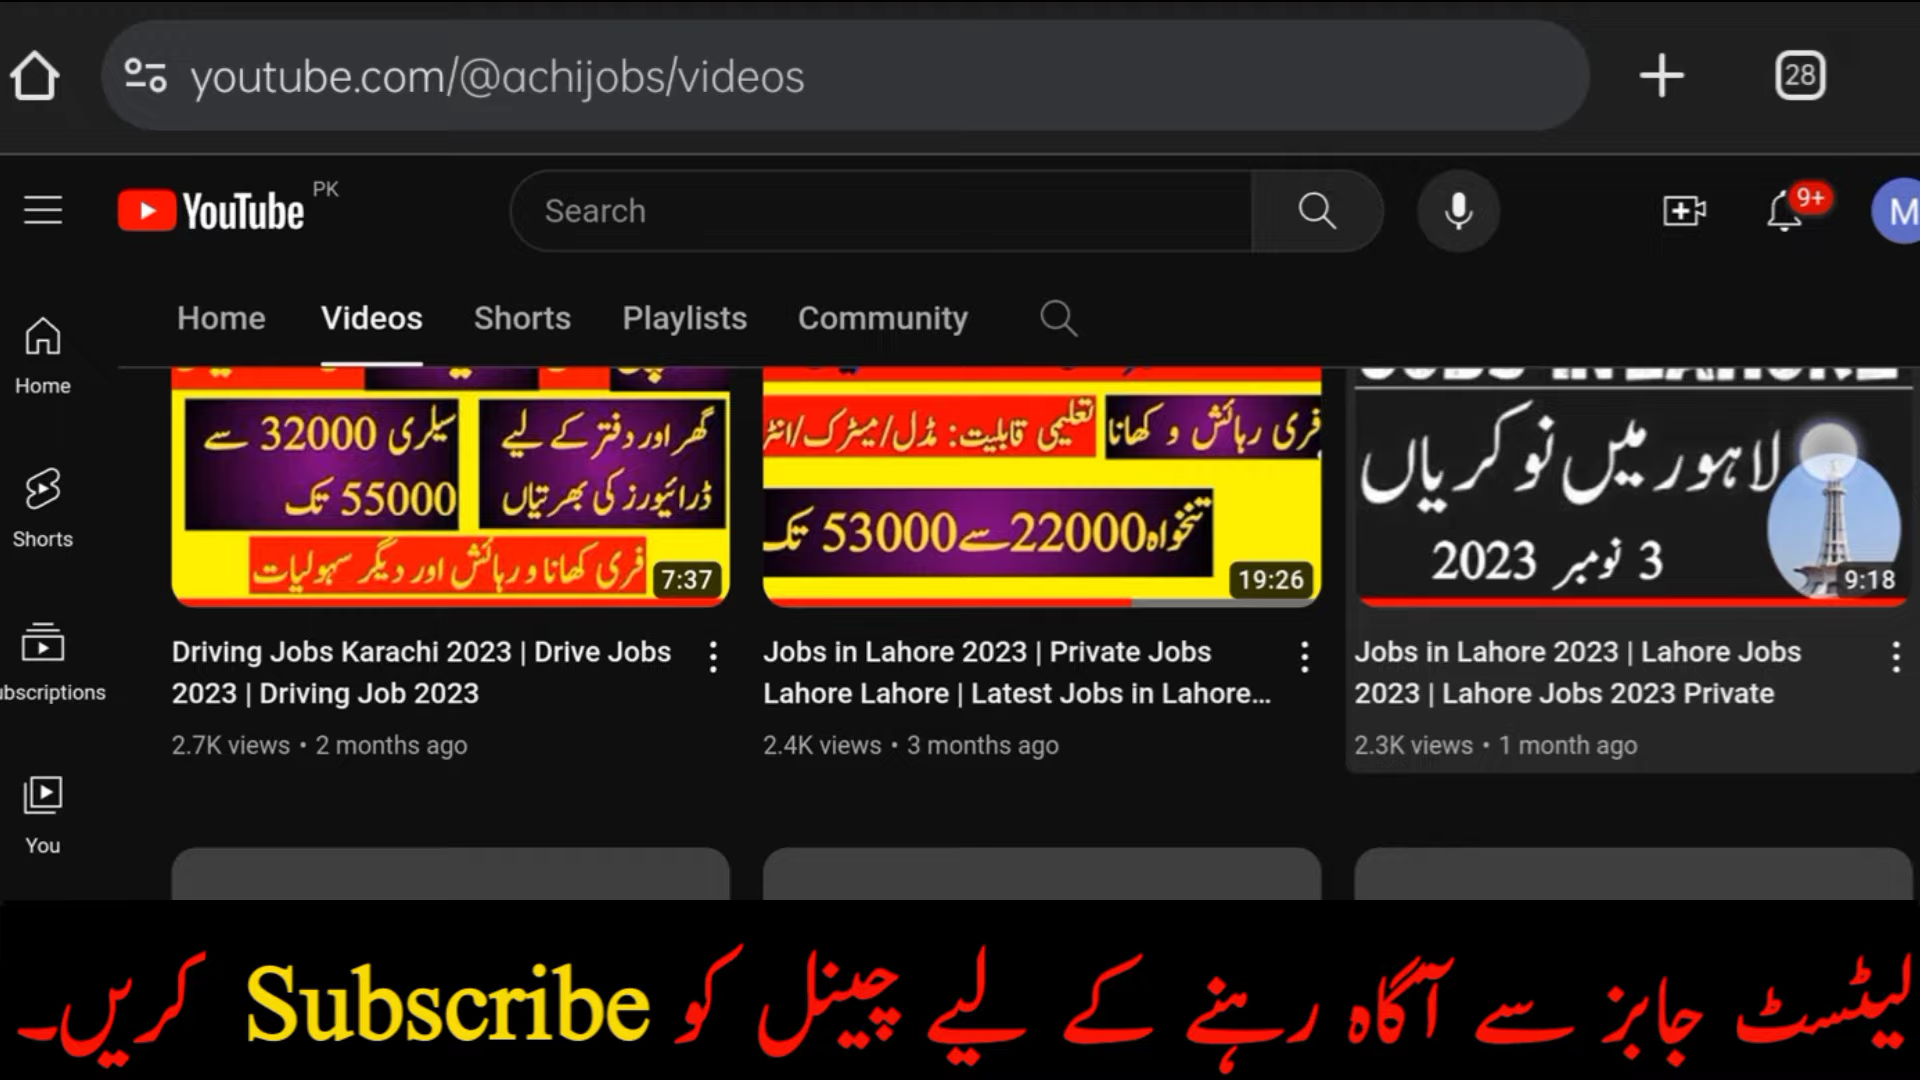 youtube.com/@achijobs/videos
28
YouTube PK
Search
9+
M
Home
Videos
Shorts
Playlists
Community
Home
Shorts
ubscriptions
You
گھر اور دفتر کے لیے
ڈرائیورز کی بھرتیاں
سیلری 32000 سے
55000 تک
فری کھانا و رہائش اور دیگر سہولیات
7:37
Driving Jobs Karachi 2023 | Drive Jobs
2023 | Driving Job 2023
2.7K views • 2 months ago
فری رہائش و کھانا
تعلیمی قابلیت: مڈل/میٹرک/انٹر
تنخواہ22000سے53000 تک
19:26
Jobs in Lahore 2023 | Private Jobs
Lahore Lahore | Latest Jobs in Lahore...
2.4K views • 3 months ago
JOBS IN LAHORE
لاہور میں نوکریاں
3 نومبر 2023
9:18
Jobs in Lahore 2023 | Lahore Jobs
2023 | Lahore Jobs 2023 Private
2.3K views • 1 month ago
لیٹسٹ جابز سے آگاہ رہنے کے لیے چینل کو Subscribe کریں۔